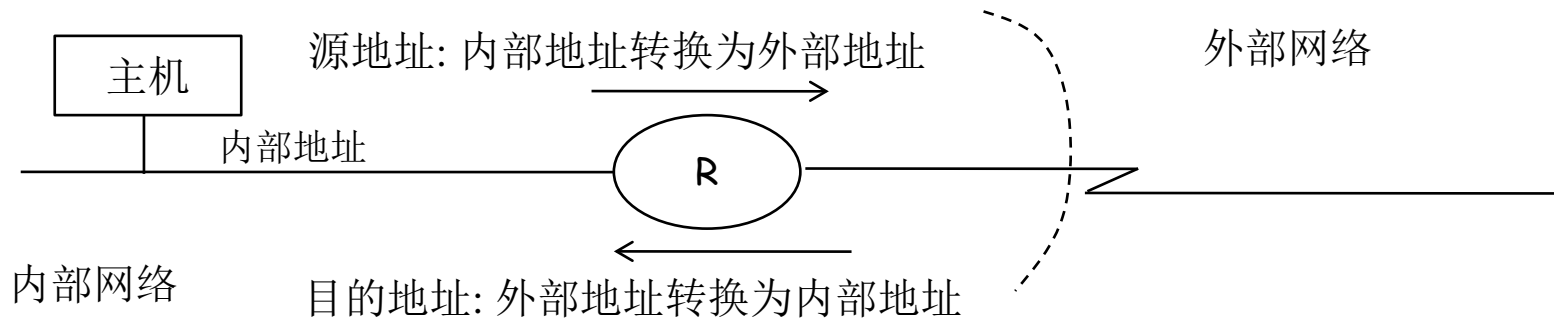 源地址: 内部地址转换为外部地址
外部网络
主机
内部地址
R
内部网络
目的地址: 外部地址转换为内部地址